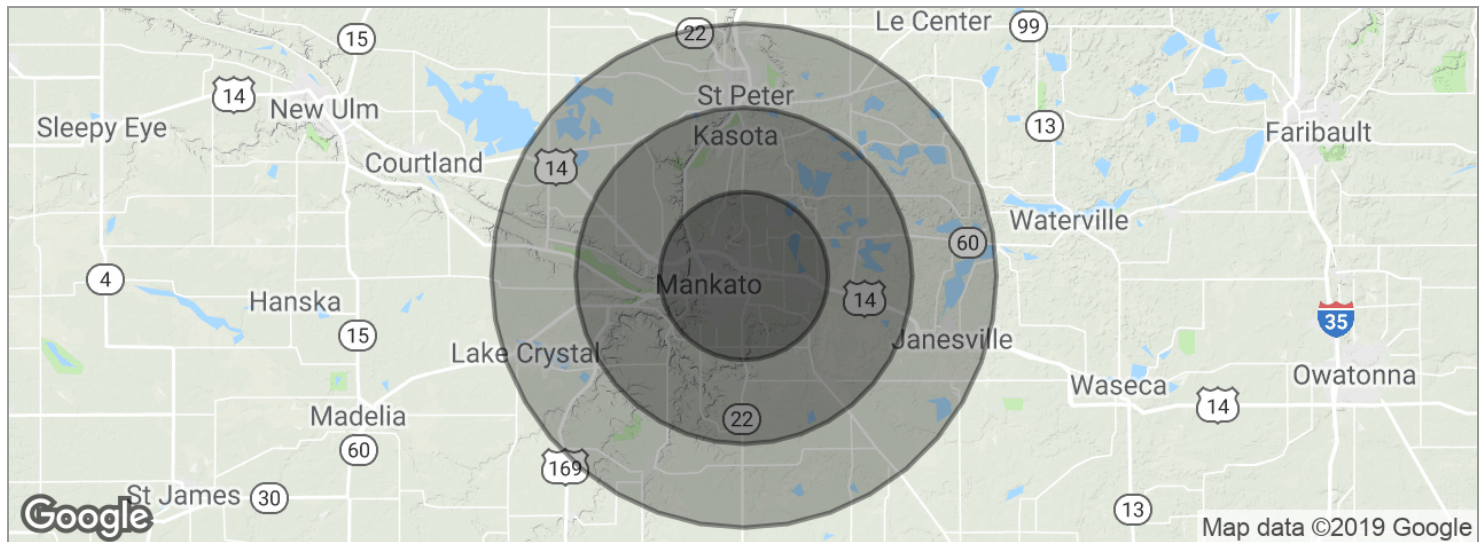 Le Center
99
22
15
14
New Ulm
St Peter
Sleepy Eye
13
Faribault
Kasota
Courtland
14
Waterville
60
4
Hanska
Mankato
14
15
35
Janesville
Lake Crystal
Waseca
Owatonna
14
Madelia
22
60
169
St James
30
13
Google
Map data ©2019 Google